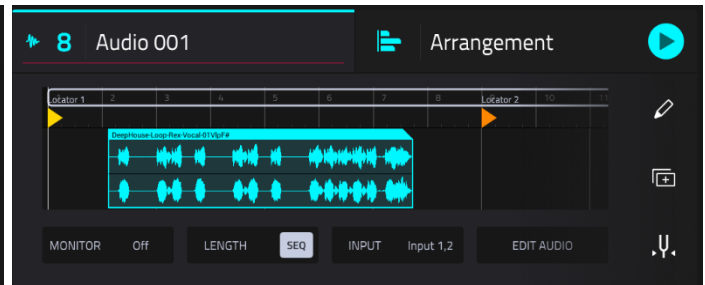 8 Audio 001
Arrangement
Locator 1 2 3 4 5 6 7 8 Locator 2 10 11
DeepHouse-Loop-Rex-Vocal-01VlpF#
MONITOR Off LENGTH SEQ INPUT Input 1,2 EDIT AUDIO